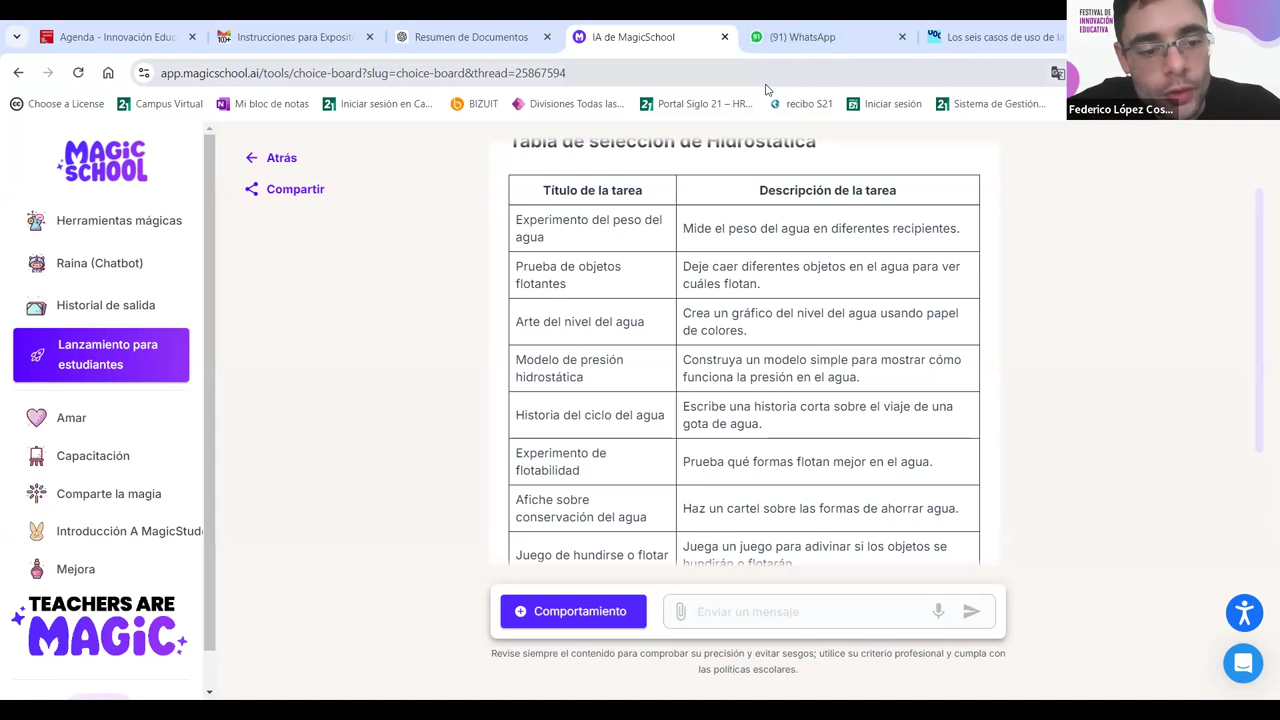 Agenda - Innovación Educ
Instrucciones para Exposit
Resumen de Documentos
IA de MagicSchool
(91) WhatsApp
Los seis casos de uso de la
app.magicschool.ai/tools/choice-board?slug=choice-board&thread=25867594
Choose a License
Campus Virtual
Mi bloc de notas
Iniciar sesión en Ca...
BIZUIT
Divisiones Todas las...
Portal Siglo 21 – HR...
recibo S21
Iniciar sesión
Sistema de Gestión...
FESTIVAL DE
INNOVACIÓN
EDUCATIVA
Federico López Cos...
MAGIC
SCHOOL
Herramientas mágicas
Raina (Chatbot)
Historial de salida
Lanzamiento para
estudiantes
Amar
Capacitación
Comparte la magia
Introducción A MagicStude
Mejora
TEACHERS ARE
MAGIC
Atrás
Compartir
Tabla de selección de Hidrostática
Título de la tarea
Descripción de la tarea
Experimento del peso del
agua
Mide el peso del agua en diferentes recipientes.
Prueba de objetos
flotantes
Deje caer diferentes objetos en el agua para ver
cuáles flotan.
Arte del nivel del agua
Crea un gráfico del nivel del agua usando papel
de colores.
Modelo de presión
hidrostática
Construya un modelo simple para mostrar cómo
funciona la presión en el agua.
Historia del ciclo del agua
Escribe una historia corta sobre el viaje de una
gota de agua.
Experimento de
flotabilidad
Prueba qué formas flotan mejor en el agua.
Afiche sobre
conservación del agua
Haz un cartel sobre las formas de ahorrar agua.
Juego de hundirse o flotar
Juega un juego para adivinar si los objetos se
hundirán o flotarán.
Comportamiento
Enviar un mensaje
Revise siempre el contenido para comprobar su precisión y evitar sesgos; utilice su criterio profesional y cumpla con
las políticas escolares.